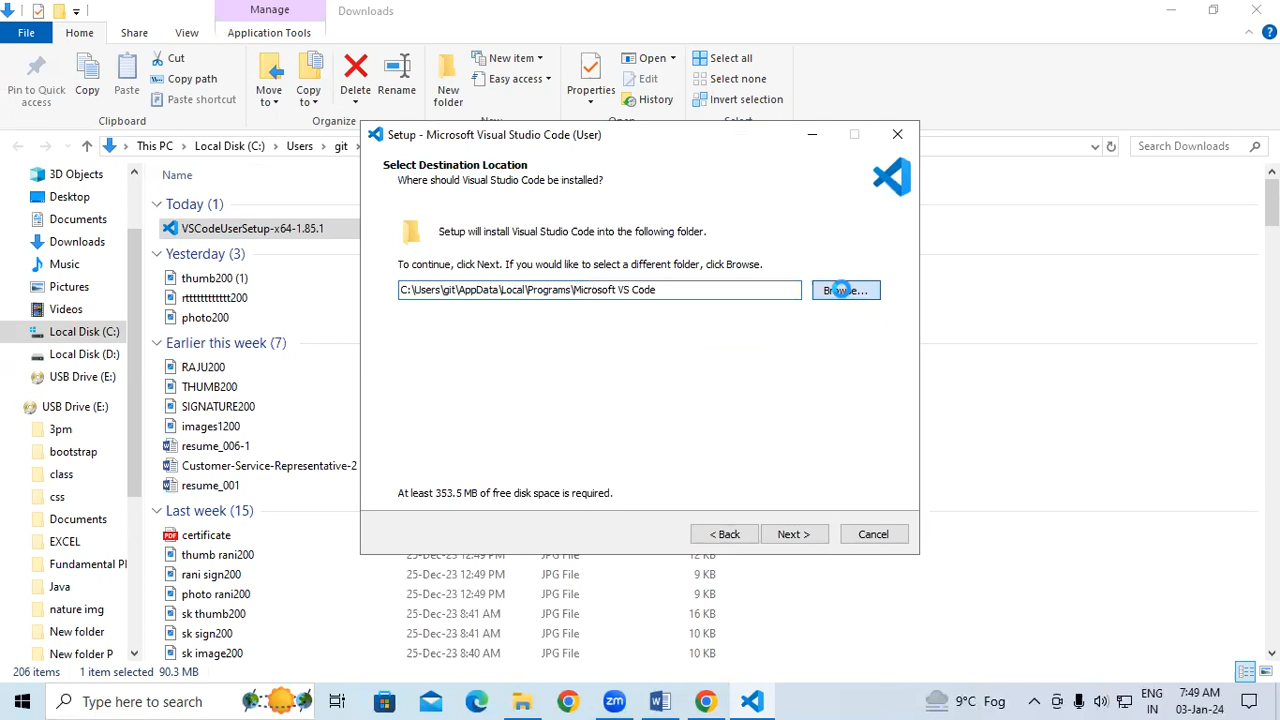 Manage
Downloads
File
Home
Share
View
Application Tools
Pin to Quick access
Copy
Paste
Cut
Copy path
Paste shortcut
Clipboard
Move to
Copy to
Delete
Rename
Organize
New folder
New item
Easy access
Properties
Open
Edit
History
Select all
Select none
Invert selection
This PC > Local Disk (C:) > Users > git
Search Downloads
3D Objects
Desktop
Documents
Downloads
Music
Pictures
Videos
Local Disk (C:)
Local Disk (D:)
USB Drive (E:)
USB Drive (E:)
3pm
bootstrap
class
css
Documents
EXCEL
Fundamental Pl
Java
nature img
New folder
New folder P
Name
Today (1)
VSCodeUserSetup-x64-1.85.1
Yesterday (3)
thumb200 (1)
rttttttttttttt200
photo200
Earlier this week (7)
RAJU200
THUMB200
SIGNATURE200
images1200
resume_006-1
Customer-Service-Representative-2
resume_001
Last week (15)
certificate
thumb rani200
rani sign200
25-Dec-23 12:49 PM JPG File 9 KB
photo rani200
25-Dec-23 12:49 PM JPG File 9 KB
sk thumb200
25-Dec-23 8:41 AM JPG File 16 KB
sk sign200
25-Dec-23 8:41 AM JPG File 10 KB
sk image200
25-Dec-23 8:40 AM JPG File 10 KB
Setup - Microsoft Visual Studio Code (User)
Select Destination Location
Where should Visual Studio Code be installed?
Setup will install Visual Studio Code into the following folder.
To continue, click Next. If you would like to select a different folder, click Browse.
C:\Users\git\AppData\Local\Programs\Microsoft VS Code
Browse...
At least 353.5 MB of free disk space is required.
< Back
Next >
Cancel
206 items
1 item selected 90.3 MB
Type here to search
9°C Fog
ENG
IN
7:49 AM
03-Jan-24